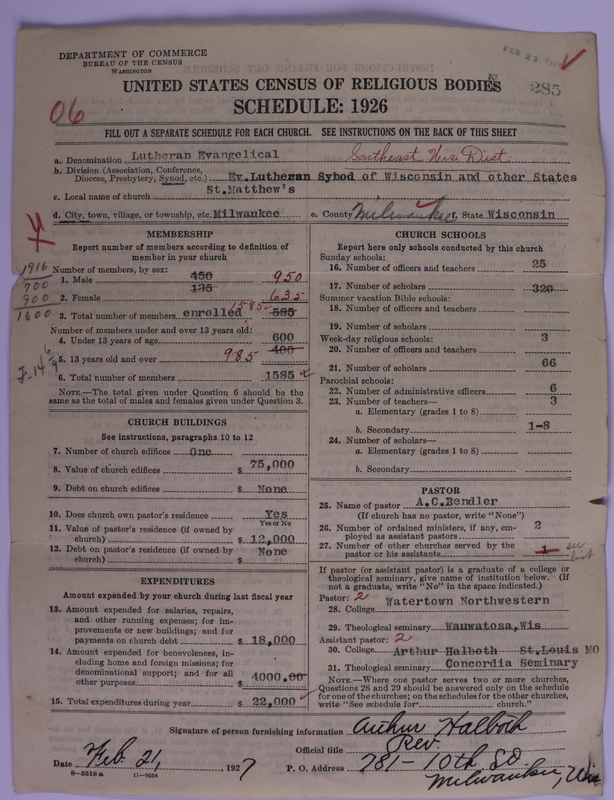 DEPARTMENT OF COMMERCE
BUREAU OF THE CENSUS
WASHINGTON
UNITED STATES CENSUS OF RELIGIOUS BODIES
285
SCHEDULE: 1926
06
FILL OUT A SEPARATE SCHEDULE FOR EACH CHURCH. SEE INSTRUCTIONS ON THE BACK OF THIS SHEET
a. Denomination Lutheran Evangelical Southeast Wis. Dist.
b. Division (Association, Conference, Diocese, Presbytery, Synod, etc.) Ev.Lutheran Synod of Wisconsin and other States
c. Local name of church St.Matthew's
d. City, town, village, or township, etc. Milwaukee e. County Milwaukee f. State Wisconsin
MEMBERSHIP
Report number of members according to definition of
member in your church
1916
700
900
1600
Number of members, by sex:
1. Male 450 950
135
2. Female 635
3. Total number of members enrolled 1585 585
Number of members under and over 13 years old:
4. Under 13 years of age 600
5. 13 years old and over 985 400
6. Total number of members 1585
NOTE.—The total given under Question 6 should be
same as the total of males and females given under Question 3.
CHURCH BUILDINGS
See instructions, paragraphs 10 to 12
7. Number of church edifices One
8. Value of church edifices $ 75,000
9. Debt on church edifices $ None
10. Does church own pastor's residence? Yes
Yes or No
11. Value of pastor's residence (if owned by
church) $ 12,000
12. Debt on pastor's residence (if owned by
church) $ None
EXPENDITURES
Amount expended by your church during last fiscal year
13. Amount expended for salaries, repairs,
and other running expenses; for im-
provements or new buildings; and for
payments on church debt $ 18,000
14. Amount expended for benevolences, in-
cluding home and foreign missions; for
denominational support; and for all
other purposes $ 4000.00
15. Total expenditures during year $ 22,000
CHURCH SCHOOLS
Report here only schools conducted by this church
Sunday schools:
16. Number of officers and teachers 25
17. Number of scholars 320
Summer vacation Bible schools:
18. Number of officers and teachers
19. Number of scholars
Week-day religious schools: 3
20. Number of officers and teachers
21. Number of scholars 66
Parochial schools:
22. Number of administrative officers 6
23. Number of teachers— 3
a. Elementary (grades 1 to 8)
b. Secondary 1-8
24. Number of scholars—
a. Elementary (grades 1 to 8)
b. Secondary
PASTOR
25. Name of pastor A.C.Bendler
(If church has no pastor, write "None")
26. Number of ordained ministers, if any, em-
ployed as assistant pastors 2
27. Number of other churches served by the
pastor or his assistants 1 see list
If pastor (or assistant pastor) is a graduate of a college or
theological seminary, give name of institution below. (If
not a graduate, write "No" in the space indicated.)
Pastor: 2
28. College Watertown Northwestern
29. Theological seminary Wauwatosa,Wis
Assistant pastor: 2
30. College Arthur Halboth St.Louis MO
31. Theological seminary Concordia Seminary
NOTE.—Where one pastor serves two or more churches,
Questions 28 and 29 should be answered only on the schedule
for one of the churches; on the schedules for the other churches,
write "See schedule for church."
Signature of person furnishing information Arthur Halboth
Official title Rev.
Date Feb. 21, 1927 P. O. Address 781-10th So
Milwaukee, Wis
8-5518a 11-9054